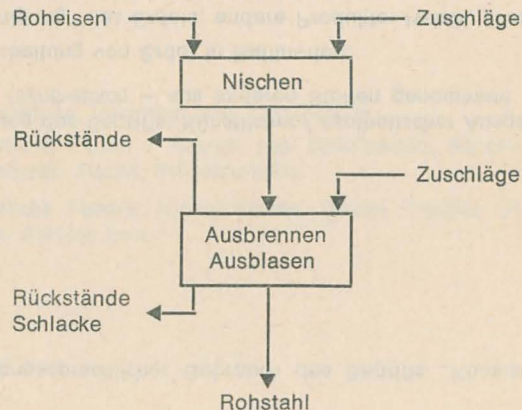 Roheisen
Zuschläge
Nischen
Rückstände
Zuschläge
Ausbrennen
Ausblasen
Rückstände
Schlacke
Rohstahl